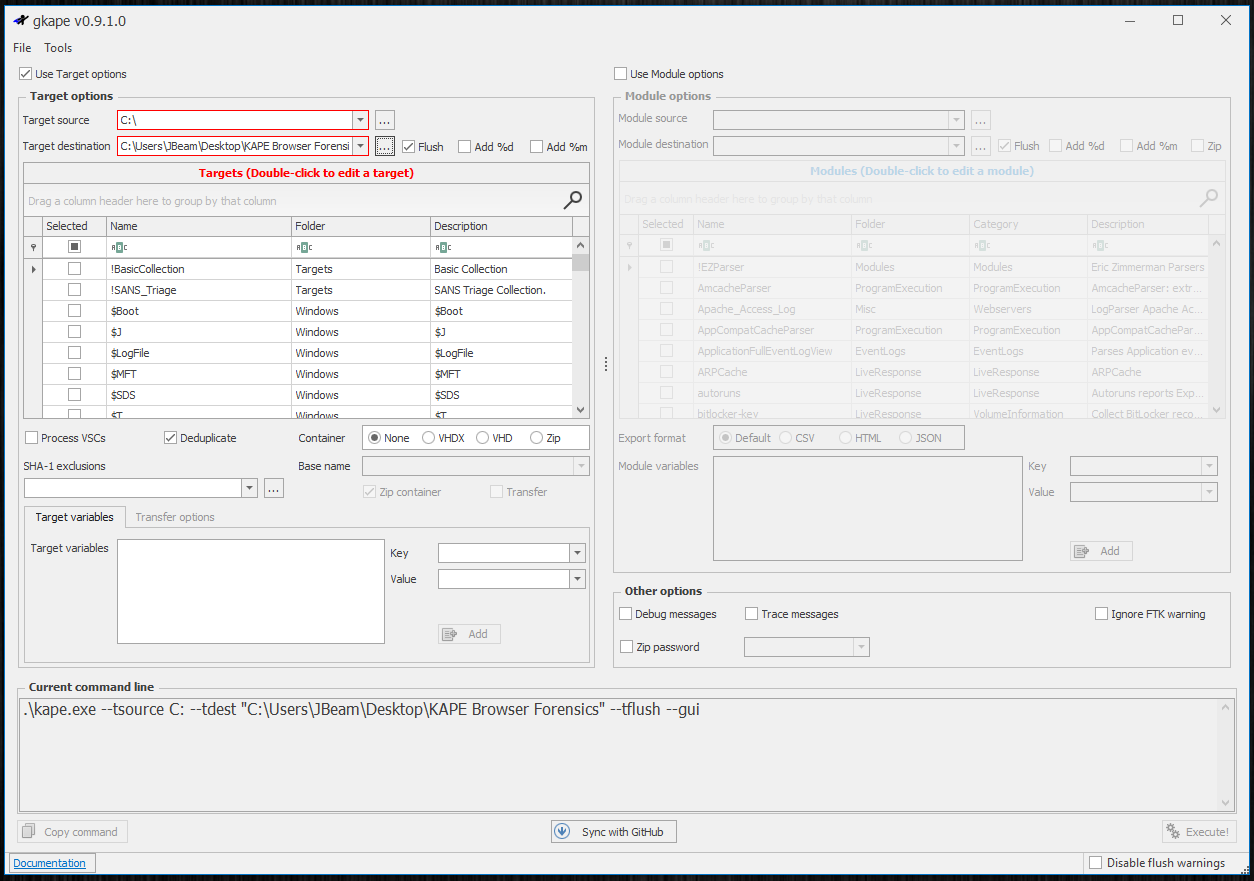 gkape v0.9.1.0
File Tools
Use Target options
Target options
Target source C:\ ...
Target destination C:\Users\JBeam\Desktop\KAPE Browser Forensi ... Flush Add %d Add %m
Targets (Double-click to edit a target)
Drag a column header here to group by that column
Selected Name Folder Description
ABC ABC ABC
!BasicCollection Targets Basic Collection
!SANS_Triage Targets SANS Triage Collection.
$Boot Windows $Boot
$J Windows $J
$LogFile Windows $LogFile
$MFT Windows $MFT
$SDS Windows $SDS
$T Windows $T
Process VSCs Deduplicate Container None VHDX VHD Zip
SHA-1 exclusions Base name
... Zip container Transfer
Target variables Transfer options
Target variables Key
Value
Add
Use Module options
Module options
Module source ...
Module destination ... Flush Add %d Add %m Zip
Modules (Double-click to edit a module)
Drag a column header here to group by that column
Selected Name Folder Category Description
ABC ABC ABC ABC
!EZParser Modules Modules Eric Zimmerman Parsers
AmcacheParser ProgramExecution ProgramExecution AmcacheParser: extr...
Apache_Access_Log Misc Webservers LogParser Apache Ac...
AppCompatCacheParser ProgramExecution ProgramExecution AppCompatCachePar...
ApplicationFullEventLogView EventLogs EventLogs Parses Application ev...
ARPCache LiveResponse LiveResponse ARPCache
autoruns LiveResponse LiveResponse Autoruns reports Exp...
bitlocker-key LiveResponse VolumeInformation Collect BitLocker reco...
Export format Default CSV HTML JSON
Module variables Key
Value
Add
Other options
Debug messages Trace messages Ignore FTK warning
Zip password
Current command line
.\kape.exe --tsource C: --tdest "C:\Users\JBeam\Desktop\KAPE Browser Forensics" --tflush --gui
Copy command Sync with GitHub Execute!
Documentation Disable flush warnings